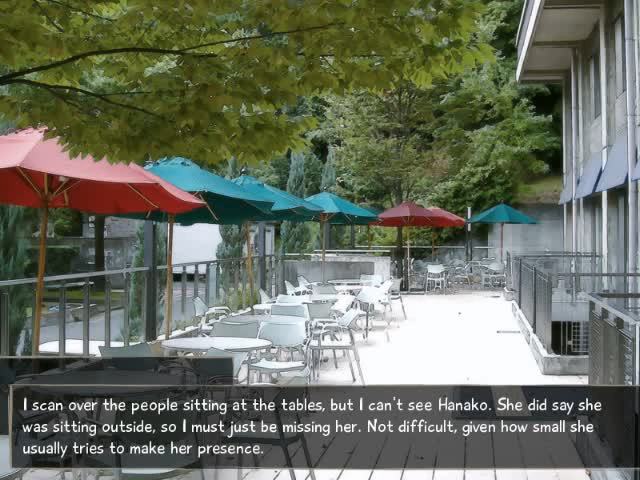 I scan over the people sitting at the tables, but I can't see Hanako. She did say she
was sitting outside, so I must just be missing her. Not difficult, given how small she
usually tries to make her presence.